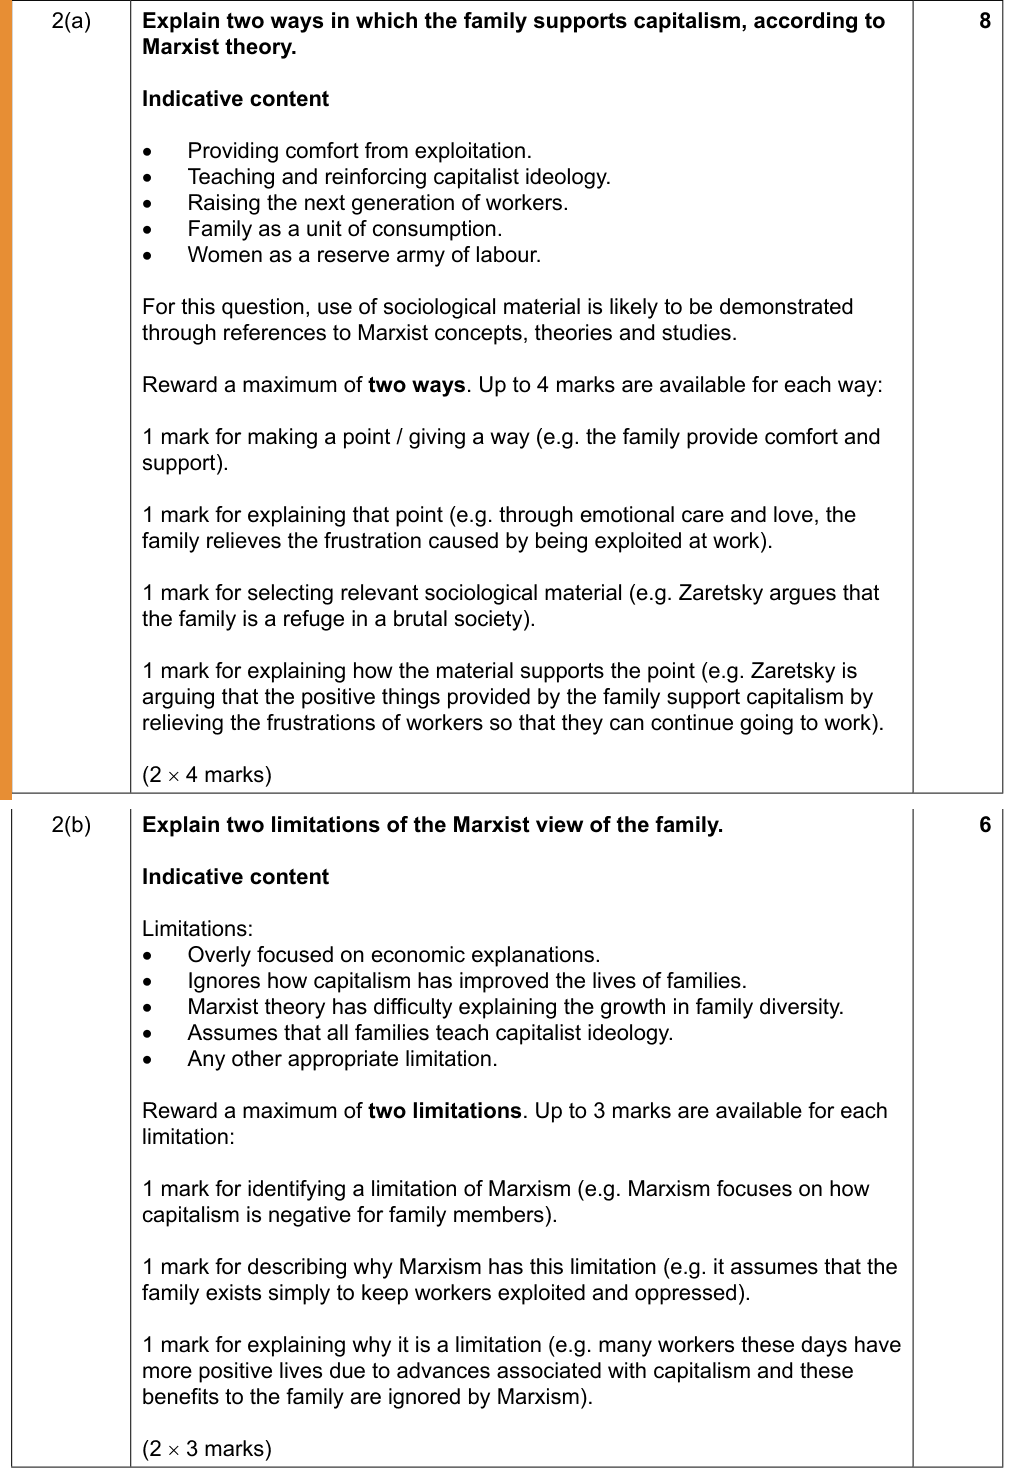 2(a) Explain two ways in which the family supports capitalism, according to 8
Marxist theory.
Indicative content
• Providing comfort from exploitation.
• Teaching and reinforcing capitalist ideology.
• Raising the next generation of workers.
• Family as a unit of consumption.
• Women as a reserve army of labour.
For this question, use of sociological material is likely to be demonstrated
through references to Marxist concepts, theories and studies.
Reward a maximum of two ways. Up to 4 marks are available for each way:
1 mark for making a point / giving a way (e.g. the family provide comfort and
support).
1 mark for explaining that point (e.g. through emotional care and love, the
family relieves the frustration caused by being exploited at work).
1 mark for selecting relevant sociological material (e.g. Zaretsky argues that
the family is a refuge in a brutal society).
1 mark for explaining how the material supports the point (e.g. Zaretsky is
arguing that the positive things provided by the family support capitalism by
relieving the frustrations of workers so that they can continue going to work).
(2 × 4 marks)
2(b) Explain two limitations of the Marxist view of the family. 6
Indicative content
Limitations:
• Overly focused on economic explanations.
• Ignores how capitalism has improved the lives of families.
• Marxist theory has difficulty explaining the growth in family diversity.
• Assumes that all families teach capitalist ideology.
• Any other appropriate limitation.
Reward a maximum of two limitations. Up to 3 marks are available for each
limitation:
1 mark for identifying a limitation of Marxism (e.g. Marxism focuses on how
capitalism is negative for family members).
1 mark for describing why Marxism has this limitation (e.g. it assumes that the
family exists simply to keep workers exploited and oppressed).
1 mark for explaining why it is a limitation (e.g. many workers these days have
more positive lives due to advances associated with capitalism and these
benefits to the family are ignored by Marxism).
(2 × 3 marks)